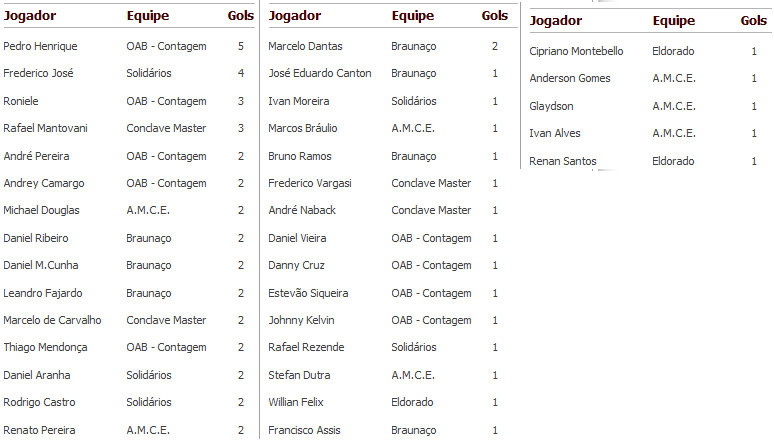 Jogador Equipe Gols
Pedro Henrique OAB - Contagem 5
Frederico José Solidários 4
Roniele OAB - Contagem 3
Rafael Mantovani Conclave Master 3
André Pereira OAB - Contagem 2
Andrey Camargo OAB - Contagem 2
Michael Douglas A.M.C.E. 2
Daniel Ribeiro Braunaço 2
Daniel M.Cunha Braunaço 2
Leandro Fajardo Braunaço 2
Marcelo de Carvalho Conclave Master 2
Thiago Mendonça OAB - Contagem 2
Daniel Aranha Solidários 2
Rodrigo Castro Solidários 2
Renato Pereira A.M.C.E. 2
Jogador Equipe Gols
Marcelo Dantas Braunaço 2
José Eduardo Canton Braunaço 1
Ivan Moreira Solidários 1
Marcos Bráulio A.M.C.E. 1
Bruno Ramos Braunaço 1
Frederico Vargasi Conclave Master 1
André Naback Conclave Master 1
Daniel Vieira OAB - Contagem 1
Danny Cruz OAB - Contagem 1
Estevão Siqueira OAB - Contagem 1
Johnny Kelvin OAB - Contagem 1
Rafael Rezende Solidários 1
Stefan Dutra A.M.C.E. 1
Willian Felix Eldorado 1
Francisco Assis Braunaço 1
Jogador Equipe Gols
Cipriano Montebello Eldorado 1
Anderson Gomes A.M.C.E. 1
Glaydson A.M.C.E. 1
Ivan Alves A.M.C.E. 1
Renan Santos Eldorado 1